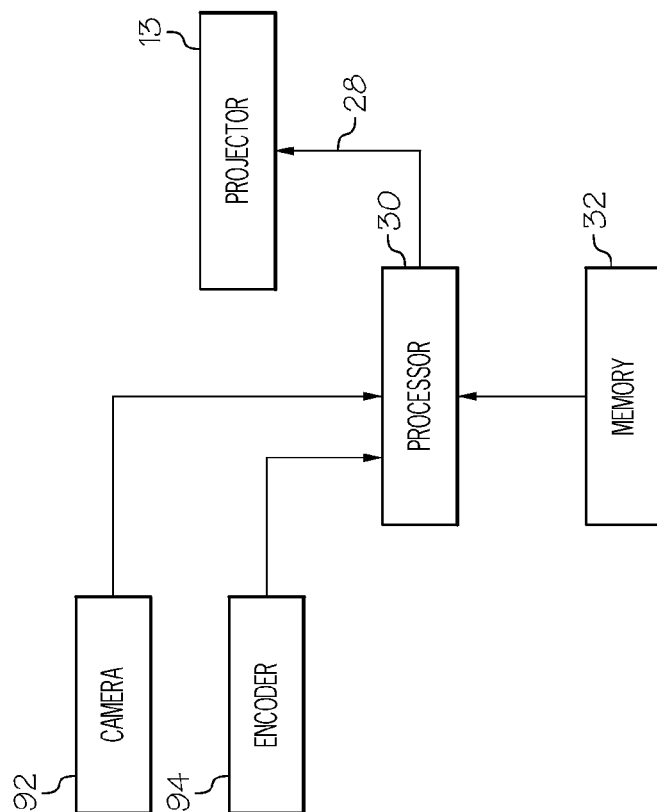 92
CAMERA
94
ENCODER
30
PROCESSOR
32
MEMORY
28
13
PROJECTOR